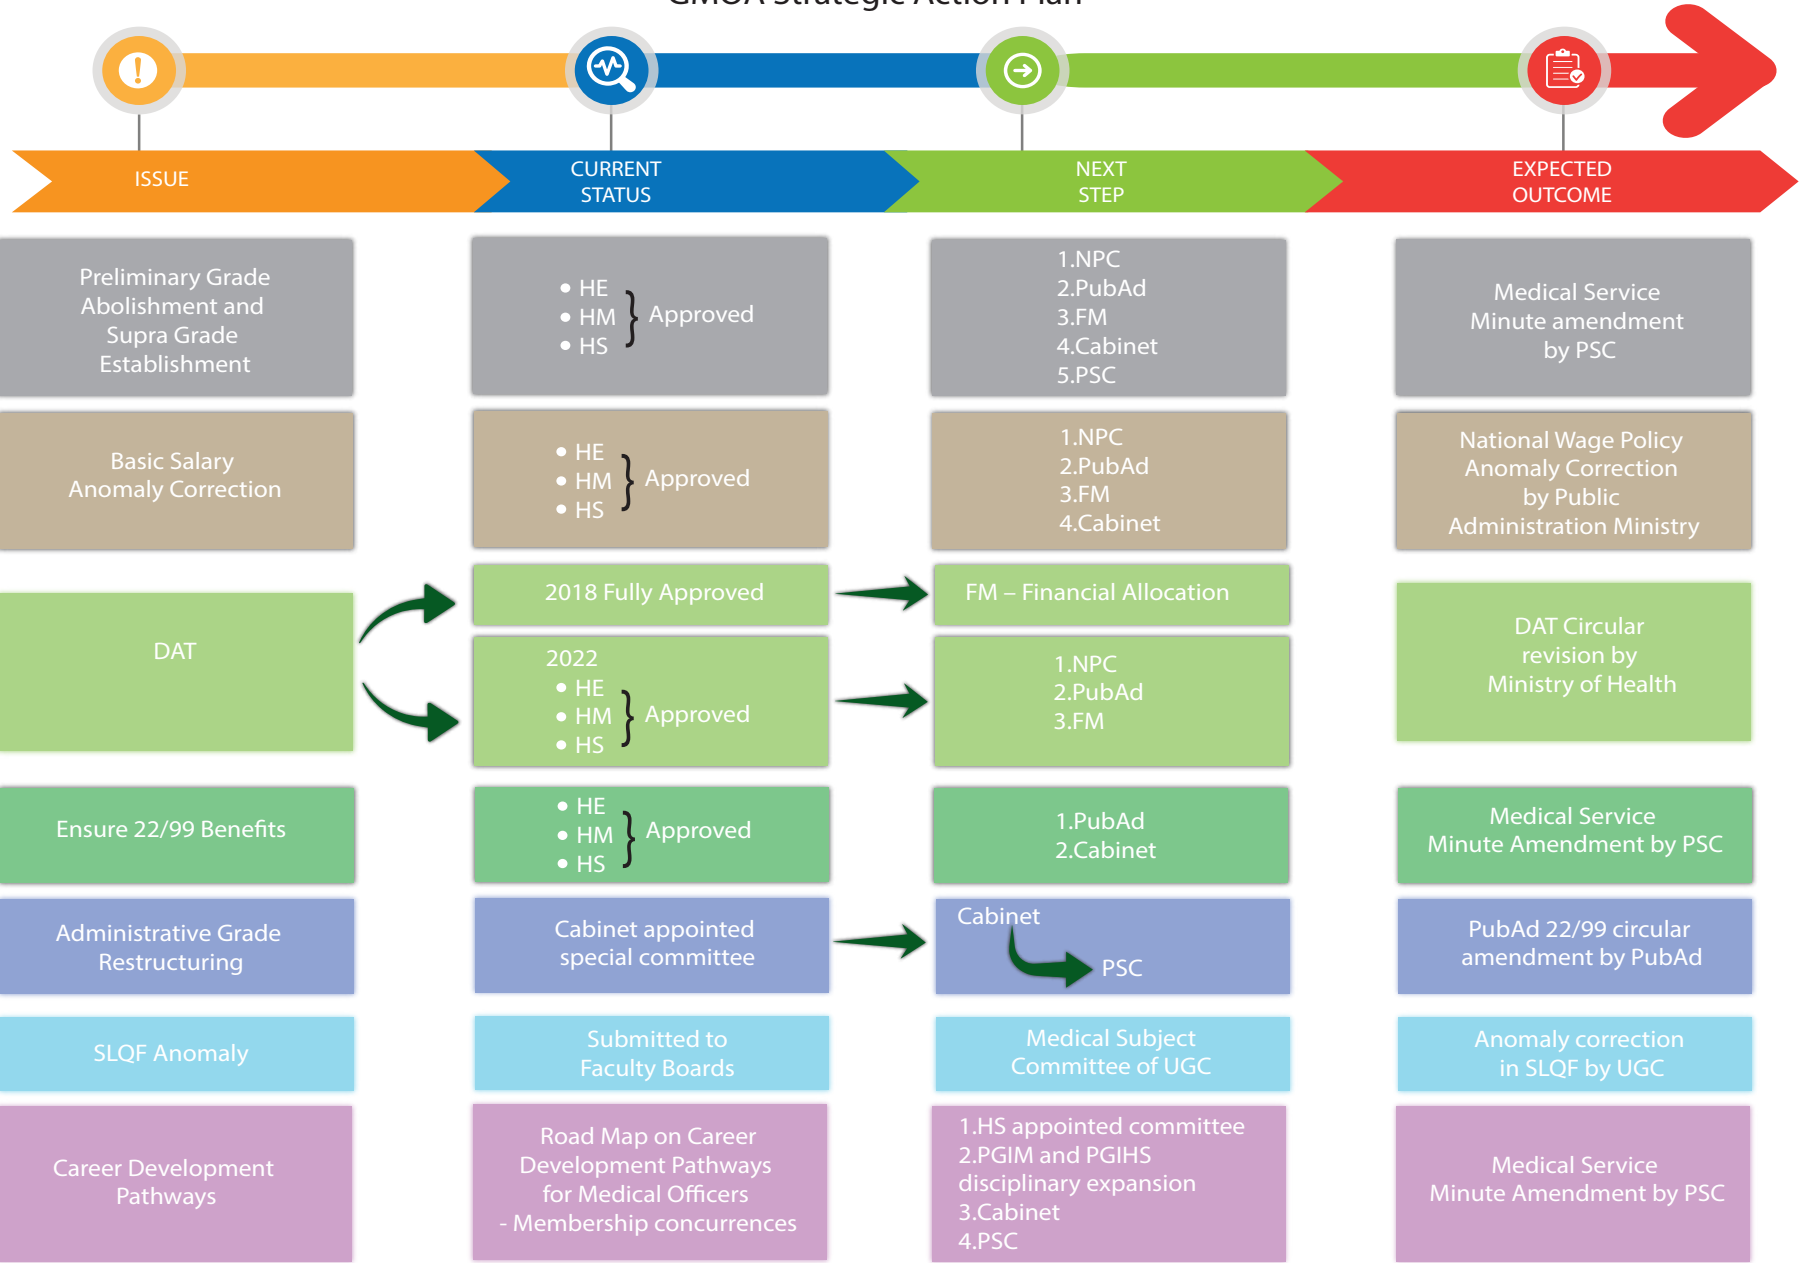 GMOA Strategic Action Plan
ISSUE
CURRENT
STATUS
NEXT
STEP
EXPECTED
OUTCOME
Preliminary Grade
Abolishment and
Supra Grade
Establishment
• HE
• HM
• HS
} Approved
1.NPC
2.PubAd
3.FM
4.Cabinet
5.PSC
Medical Service
Minute amendment
by PSC
Basic Salary
Anomaly Correction
• HE
• HM
• HS
} Approved
1.NPC
2.PubAd
3.FM
4.Cabinet
National Wage Policy
Anomaly Correction
by Public
Administration Ministry
DAT
2018 Fully Approved
FM – Financial Allocation
2022
• HE
• HM
• HS
} Approved
1.NPC
2.PubAd
3.FM
DAT Circular
revision by
Ministry of Health
Ensure 22/99 Benefits
• HE
• HM
• HS
} Approved
1.PubAd
2.Cabinet
Medical Service
Minute Amendment by PSC
Administrative Grade
Restructuring
Cabinet appointed
special committee
Cabinet
PSC
PubAd 22/99 circular
amendment by PubAd
SLQF Anomaly
Submitted to
Faculty Boards
Medical Subject
Committee of UGC
Anomaly correction
in SLQF by UGC
Career Development
Pathways
Road Map on Career
Development Pathways
for Medical Officers
- Membership concurrences
1.HS appointed committee
2.PGIM and PGIHS
disciplinary expansion
3.Cabinet
4.PSC
Medical Service
Minute Amendment by PSC